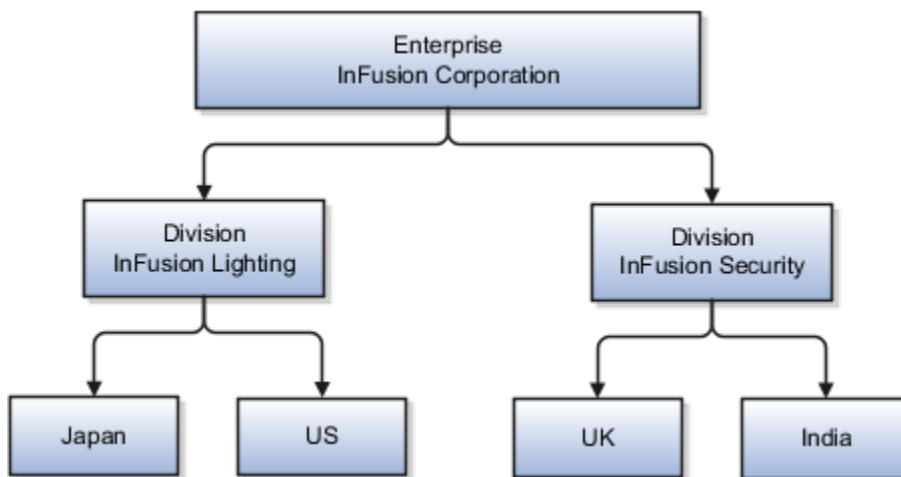 Enterprise
InFusion Corporation
Division
InFusion Lighting
Division
InFusion Security
Japan
US
UK
India